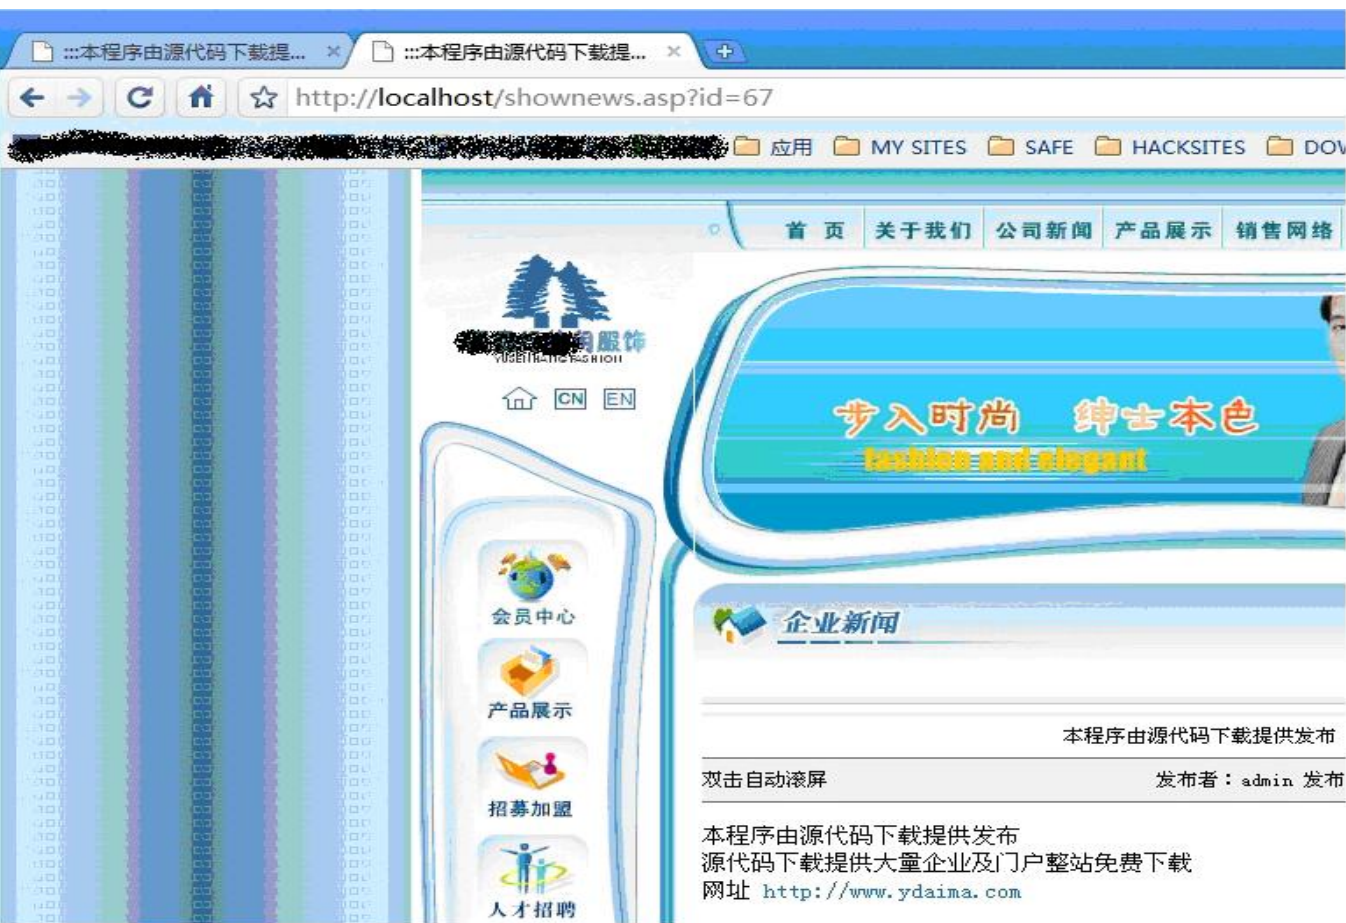 :::本程序由源代码下载提...
:::本程序由源代码下载提...
http://localhost/shownews.asp?id=67
应用 MY SITES SAFE HACKSITES
首 页 关于我们 公司新闻 产品展示 销售网络
服饰
FASHION
CN EN
步入时尚 绅士本色
fashion and elegant
会员中心
产品展示
招募加盟
人才招聘
企业新闻
本程序由源代码下载提供发布
双击自动滚屏 发布者：admin 发布
本程序由源代码下载提供发布
源代码下载提供大量企业及门户整站免费下载
网址 http://www.ydaima.com